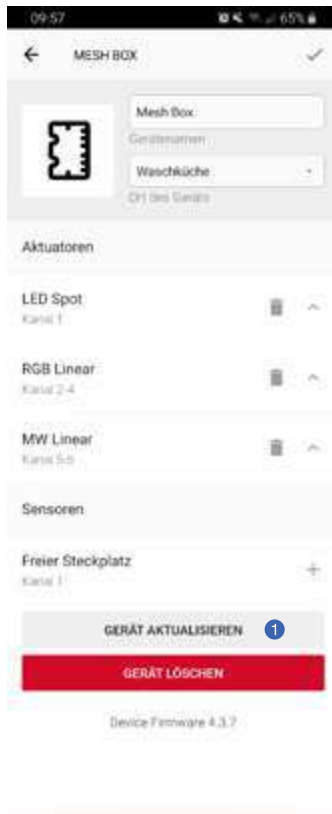 09:57 65%
MESH BOX
Mesh Box
Gerätenamen
Waschküche
Ort des Geräts
Aktuatoren
LED Spot
Kanal 1
RGB Linear
Kanal 2-4
MW Linear
Kanal 5-6
Sensoren
Freier Steckplatz
Kanal 1
GERÄT AKTUALISIEREN 1
GERÄT LÖSCHEN
Device Firmware 4.3.7